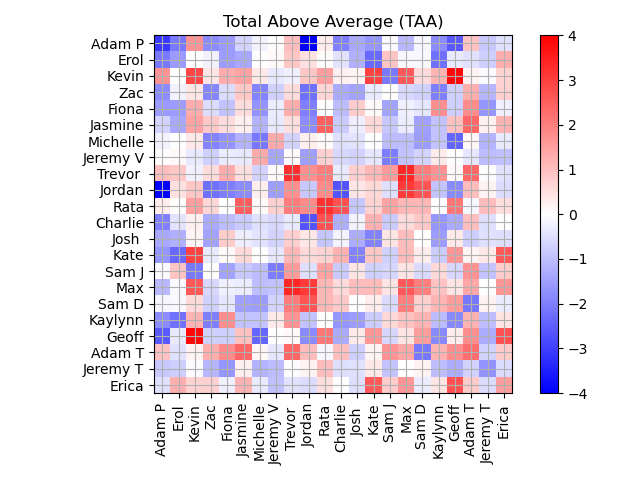 Total Above Average (TAA)
Adam P
Erol
Kevin
Zac
Fiona
Jasmine
Michelle
Jeremy V
Trevor
Jordan
Rata
Charlie
Josh
Kate
Sam J
Max
Sam D
Kaylynn
Geoff
Adam T
Jeremy T
Erica
Adam P
Erol
Kevin
Zac
Fiona
Jasmine
Michelle
Jeremy V
Trevor
Jordan
Rata
Charlie
Josh
Kate
Sam J
Max
Sam D
Kaylynn
Geoff
Adam T
Jeremy T
Erica
4
3
2
1
0
−1
−2
−3
−4